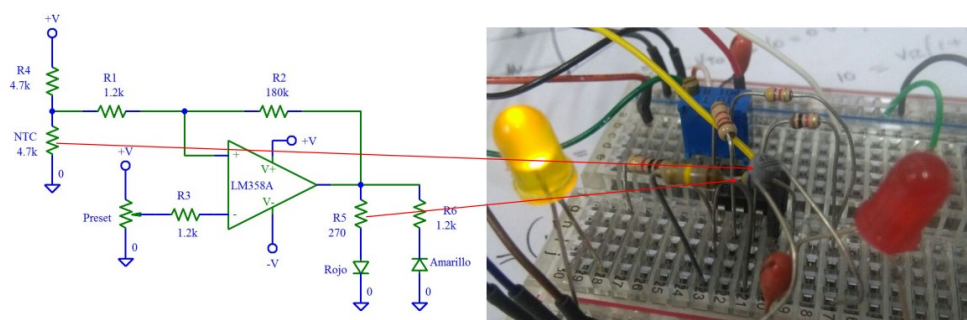 +V
R4
4.7k
R1
1.2k
R2
180k
NTC
4.7k
0
+V
Preset
0
R3
1.2k
+
V+
+V
LM358A
-
V-
-V
R5
270
Rojo
0
R6
1.2k
Amarillo
0